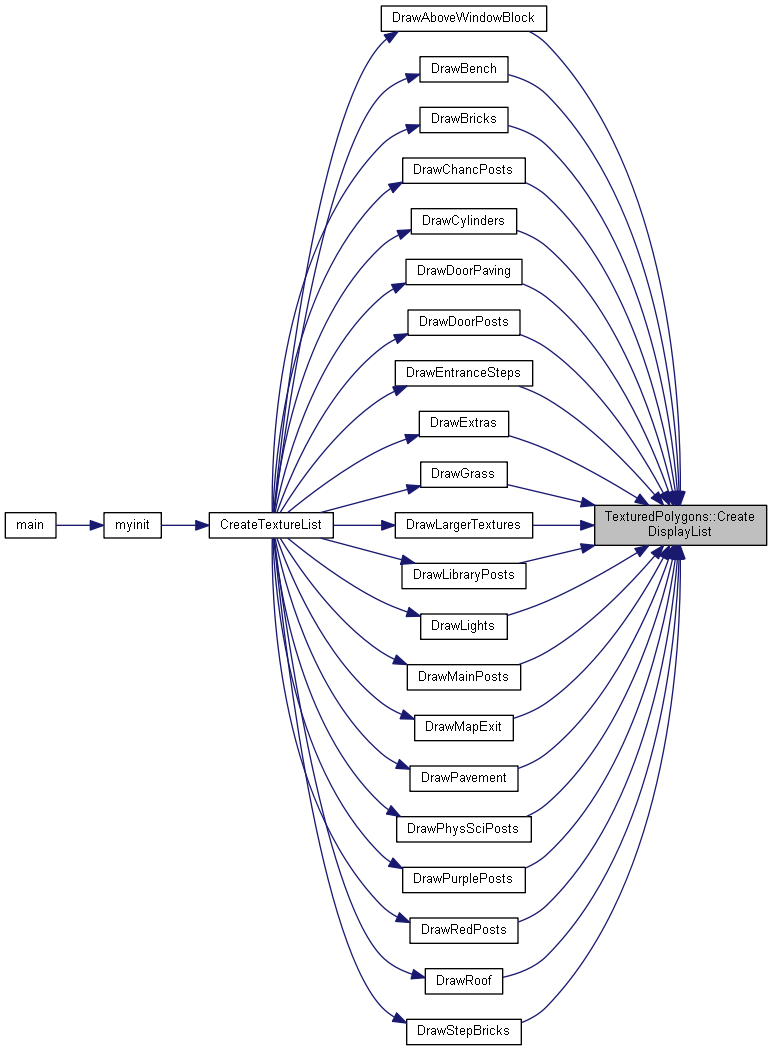 DrawAboveWindowBlock
DrawBench
DrawBricks
DrawChancPosts
DrawCylinders
DrawDoorPaving
DrawDoorPosts
DrawEntranceSteps
DrawExtras
DrawGrass
main
myinit
CreateTextureList
DrawLargerTextures
TexturedPolygons::Create
DisplayList
DrawLibraryPosts
DrawLights
DrawMainPosts
DrawMapExit
DrawPavement
DrawPhysSciPosts
DrawPurplePosts
DrawRedPosts
DrawRoof
DrawStepBricks